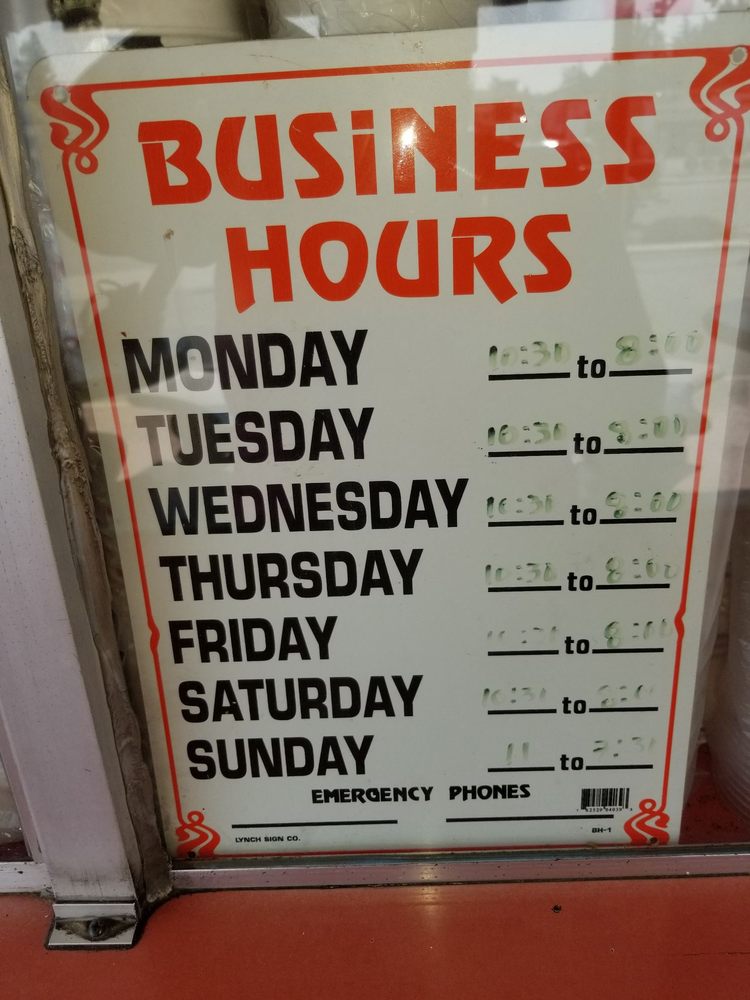 BUSINESS
HOURS
MONDAY 10:30 to 8:00
TUESDAY 10:30 to 8:00
WEDNESDAY 10:30 to 8:00
THURSDAY 10:30 to 8:00
FRIDAY to 8:00
SATURDAY 10:30 to 8:00
SUNDAY 11 to
EMERGENCY PHONES
LYNCH SIGN CO.
BH-1